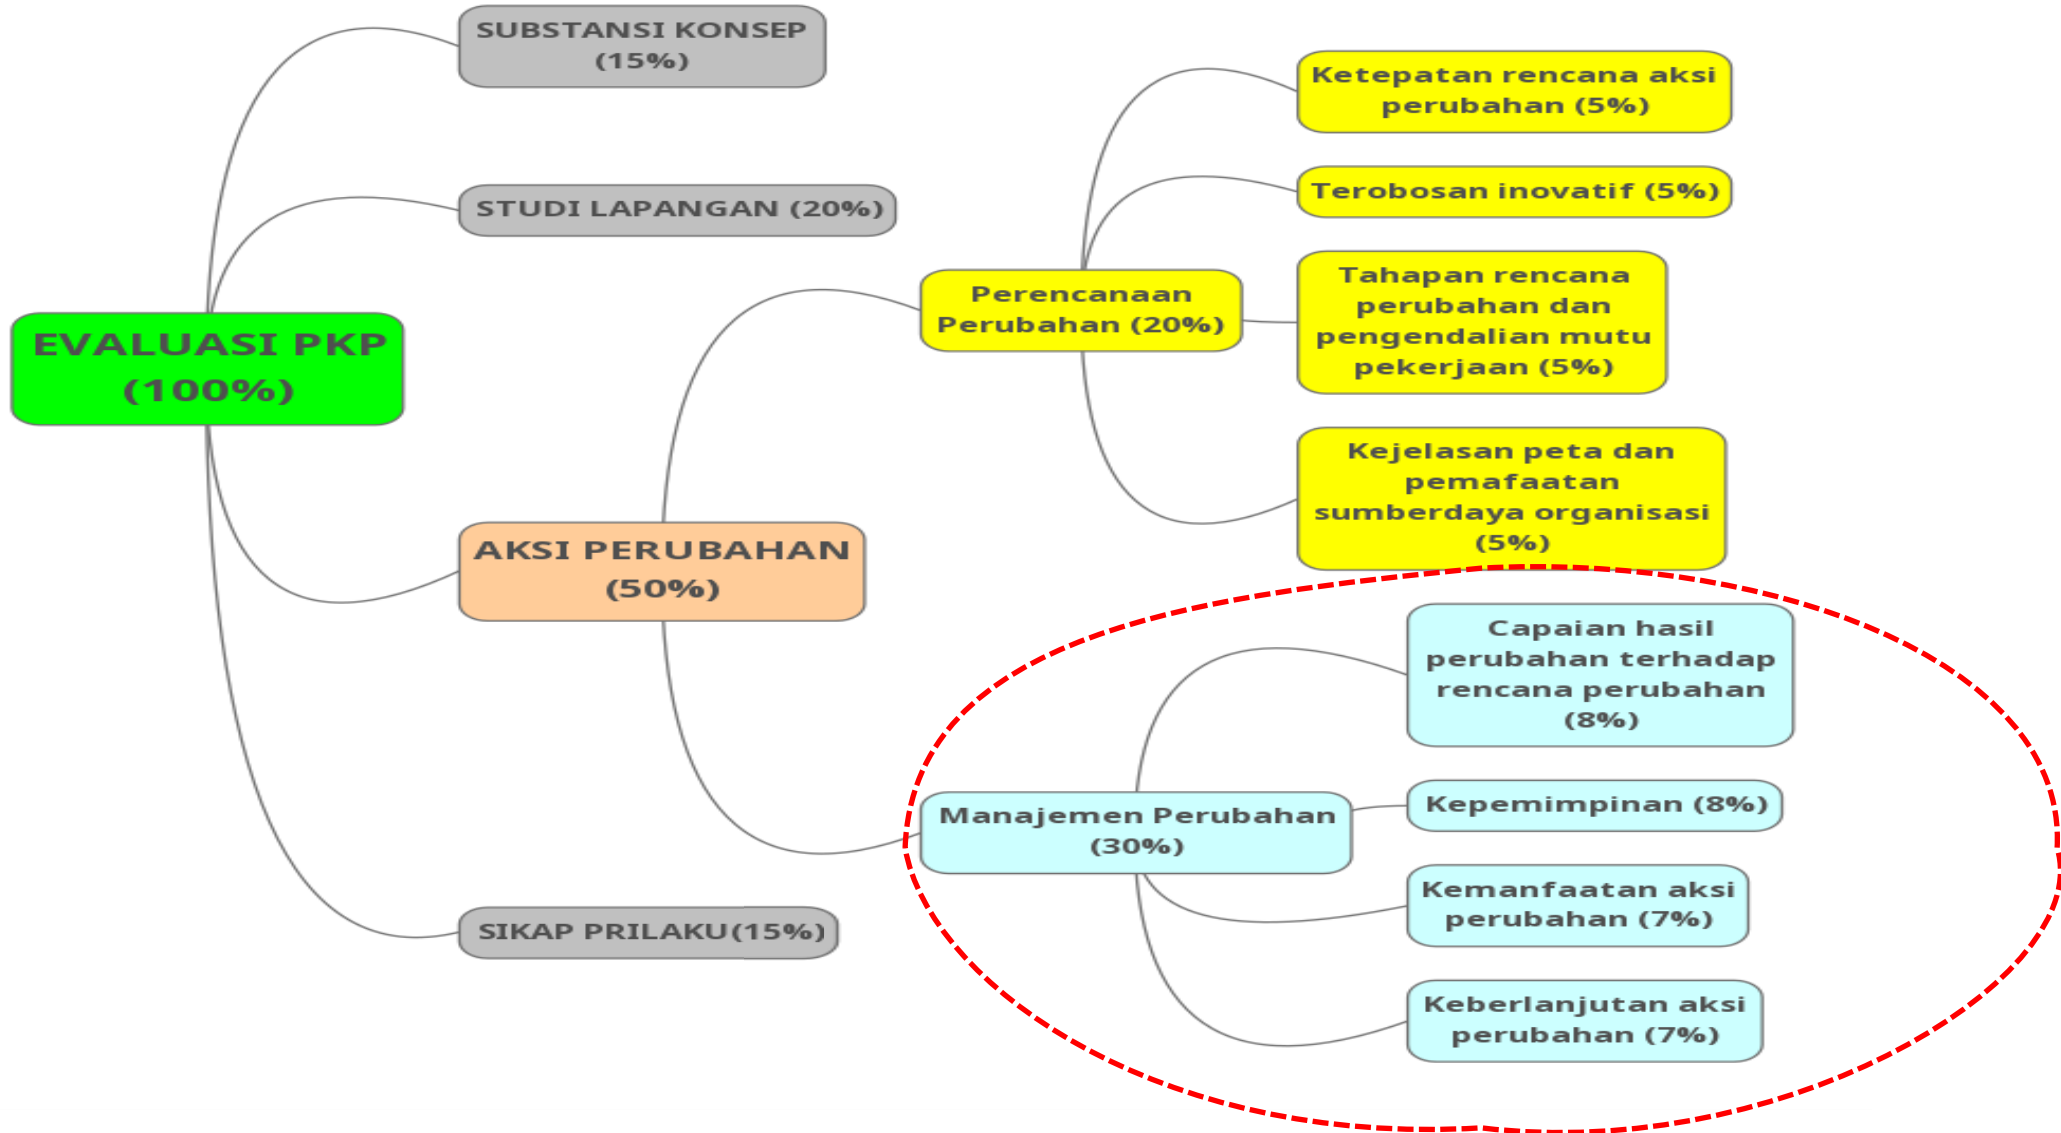 SUBSTANSI KONSEP
(15%)
STUDI LAPANGAN (20%)
EVALUASI PKP
(100%)
AKSI PERUBAHAN
(50%)
SIKAP PRILAKU(15%)
Perencanaan
Perubahan (20%)
Ketepatan rencana aksi
perubahan (5%)
Terobosan inovatif (5%)
Tahapan rencana
perubahan dan
pengendalian mutu
pekerjaan (5%)
Kejelasan peta dan
pemafaatan
sumberdaya organisasi
(5%)
Manajemen Perubahan
(30%)
Capaian hasil
perubahan terhadap
rencana perubahan
(8%)
Kepemimpinan (8%)
Kemanfaatan aksi
perubahan (7%)
Keberlanjutan aksi
perubahan (7%)